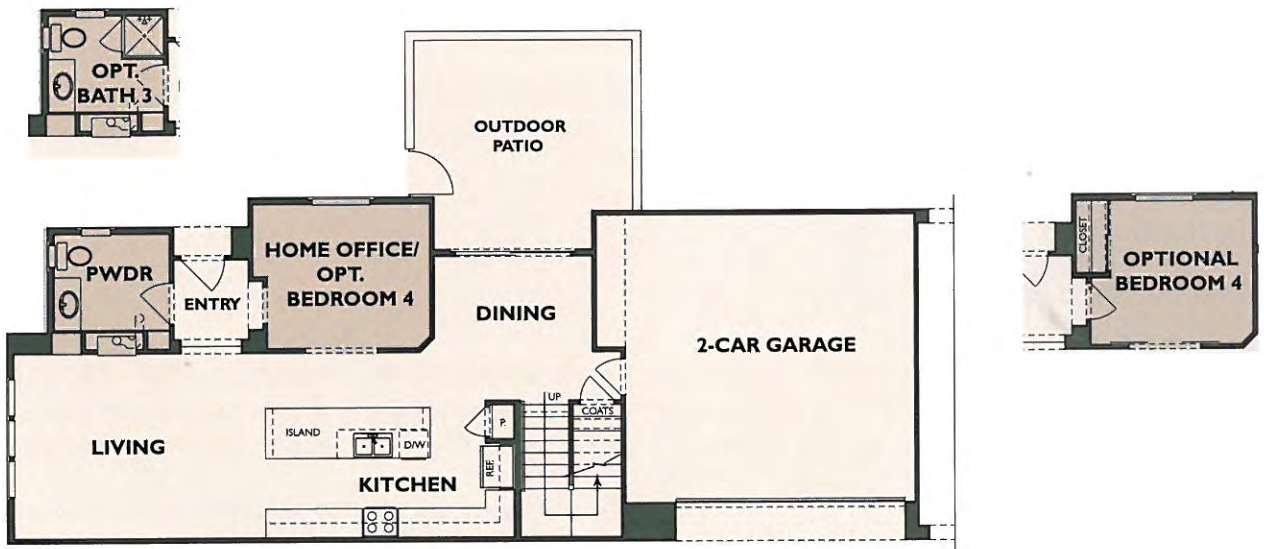 OPT.
BATH 3
OUTDOOR
PATIO
PWDR
ENTRY
HOME OFFICE/
OPT.
BEDROOM 4
DINING
2-CAR GARAGE
CLOSET
OPTIONAL
BEDROOM 4
LIVING
ISLAND
D/W
KITCHEN
P
REF.
UP
COATS